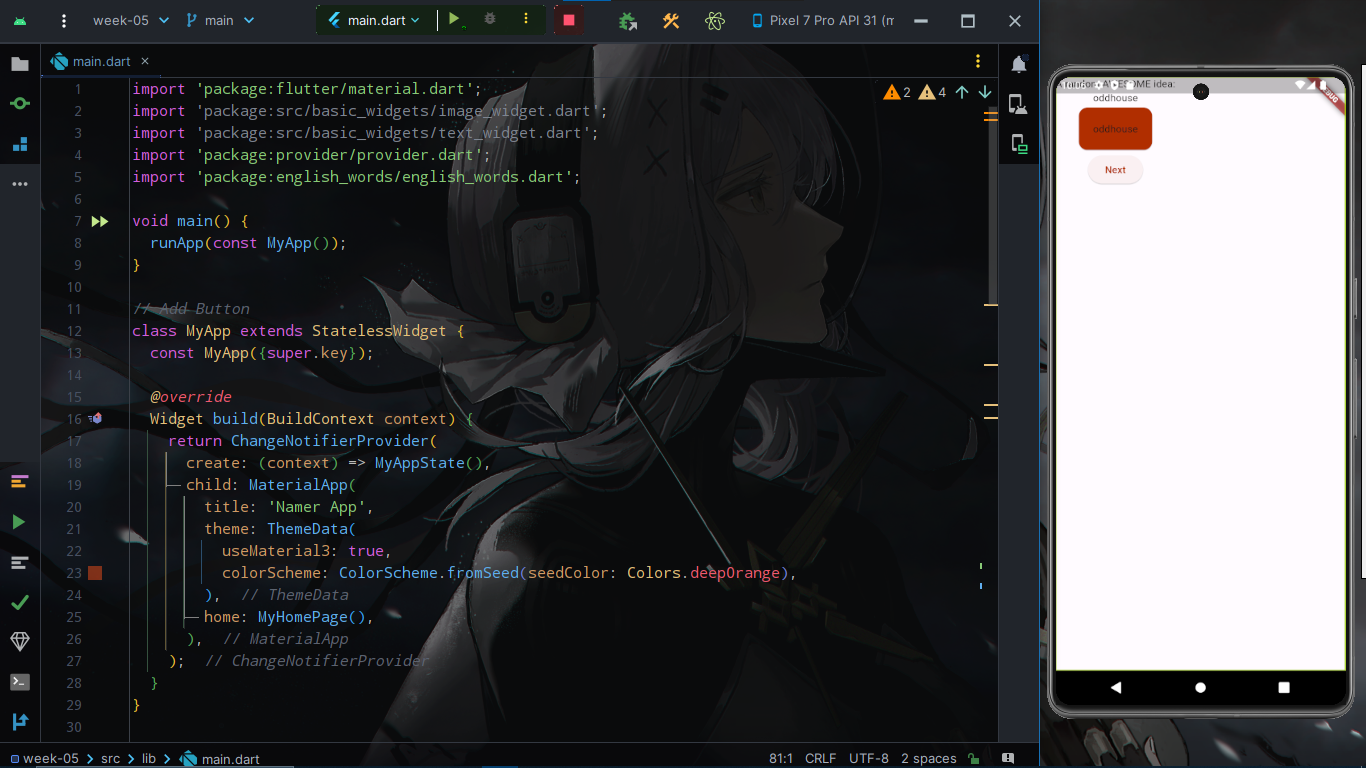 week-05 main main.dart Pixel 7 Pro API 31 (m
main.dart
2 4
1 import 'package:flutter/material.dart';
2 import 'package:src/basic_widgets/image_widget.dart';
3 import 'package:src/basic_widgets/text_widget.dart';
4 import 'package:provider/provider.dart';
5 import 'package:english_words/english_words.dart';
6
7 void main() {
8 runApp(const MyApp());
9 }
10
11 // Add Button
12 class MyApp extends StatelessWidget {
13 const MyApp({super.key});
14
15 @override
16 Widget build(BuildContext context) {
17 return ChangeNotifierProvider(
18 create: (context) => MyAppState(),
19 child: MaterialApp(
20 title: 'Namer App',
21 theme: ThemeData(
22 useMaterial3: true,
23 colorScheme: ColorScheme.fromSeed(seedColor: Colors.deepOrange),
24 ), // ThemeData
25 home: MyHomePage(),
26 ), // MaterialApp
27 ); // ChangeNotifierProvider
28 }
29 }
30
week-05 > src > lib > main.dart 81:1 CRLF UTF-8 2 spaces
AWESOME idea:
oddhouse
oddhouse
Next